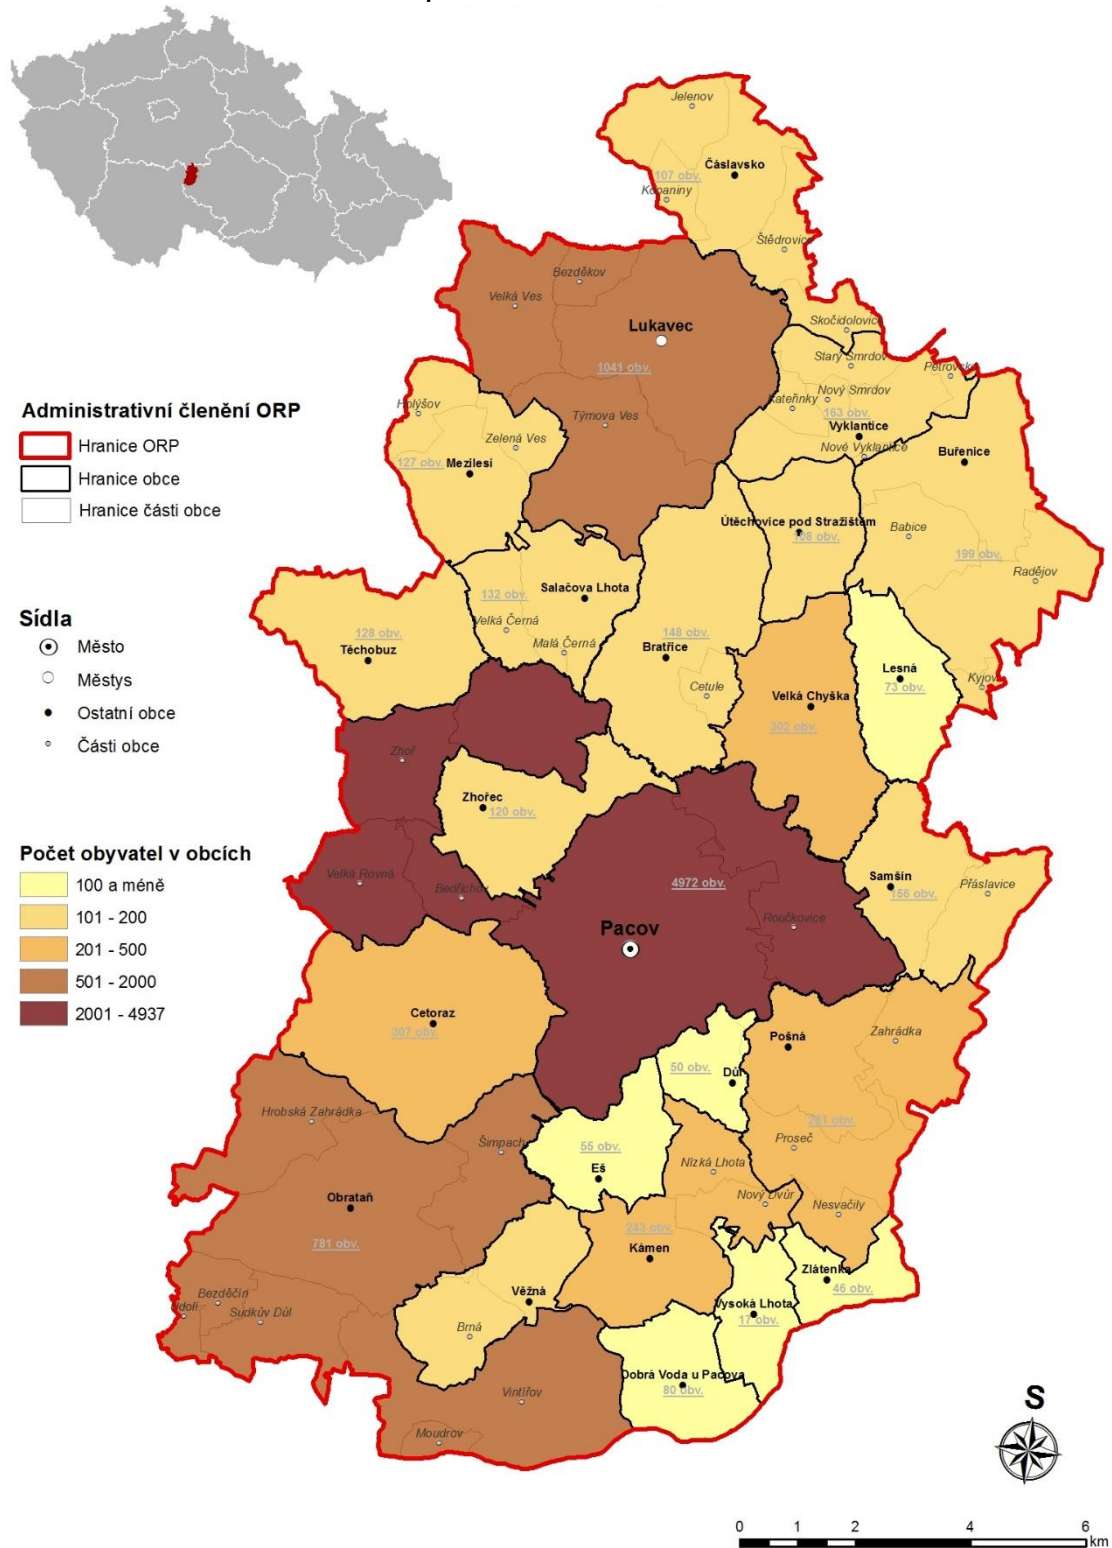 Jelenov
Čáslavsko
107 obv.
Kopaniny
Štědrovice
Bezděkov
Velká Ves
Skočidolovice
Lukavec
1041 obv.
Starý Smrdov
Petrovsko
Nový Smrdov
Kateřinky
163 obv.
Vyklantice
Nové Vyklantice
Buřenice
Holýšov
Týmova Ves
Zelená Ves
127 obv.
Mezilesí
Administrativní členění ORP
Hranice ORP
Hranice obce
Hranice části obce
Útěchovice pod Stražištěm
108 obv.
Babice
199 obv.
Radějov
Salačova Lhota
132 obv.
Velká Černá
Malá Černá
128 obv.
Těchobuz
148 obv.
Bratřice
Cetule
Lesná
73 obv.
Kyjov
Velká Chyška
302 obv.
Sídla
Město
Městys
Ostatní obce
Části obce
Zhoř
Zhořec
120 obv.
Počet obyvatel v obcích
100 a méně
101 - 200
201 - 500
501 - 2000
2001 - 4937
Velká Rovná
Bedřichov
4972 obv.
Samšín
156 obv.
Přáslavice
Roučkovice
Pacov
Cetoraz
307 obv.
Pošná
Zahrádka
50 obv.
Důl
Hrobská Zahrádka
Šimpach
201 obv.
Proseč
55 obv.
Eš
Nízká Lhota
Nový Dvůr
Nesvačily
Obrataň
781 obv.
243 obv.
Kámen
Zlátenka
46 obv.
Bezděčín
Sudkův Důl
Věžná
Brná
Vysoká Lhota
17 obv.
Dobrá Voda u Pacova
80 obv.
Vintířov
Moudrov
S
0 1 2 4 6
km